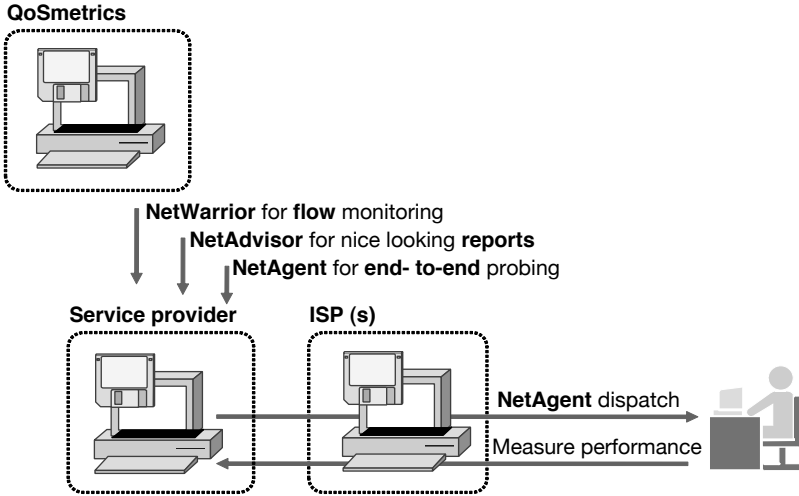 QoSmetrics
NetWarrior for flow monitoring
NetAdvisor for nice looking reports
NetAgent for end- to-end probing
Service provider
ISP (s)
NetAgent dispatch
Measure performance